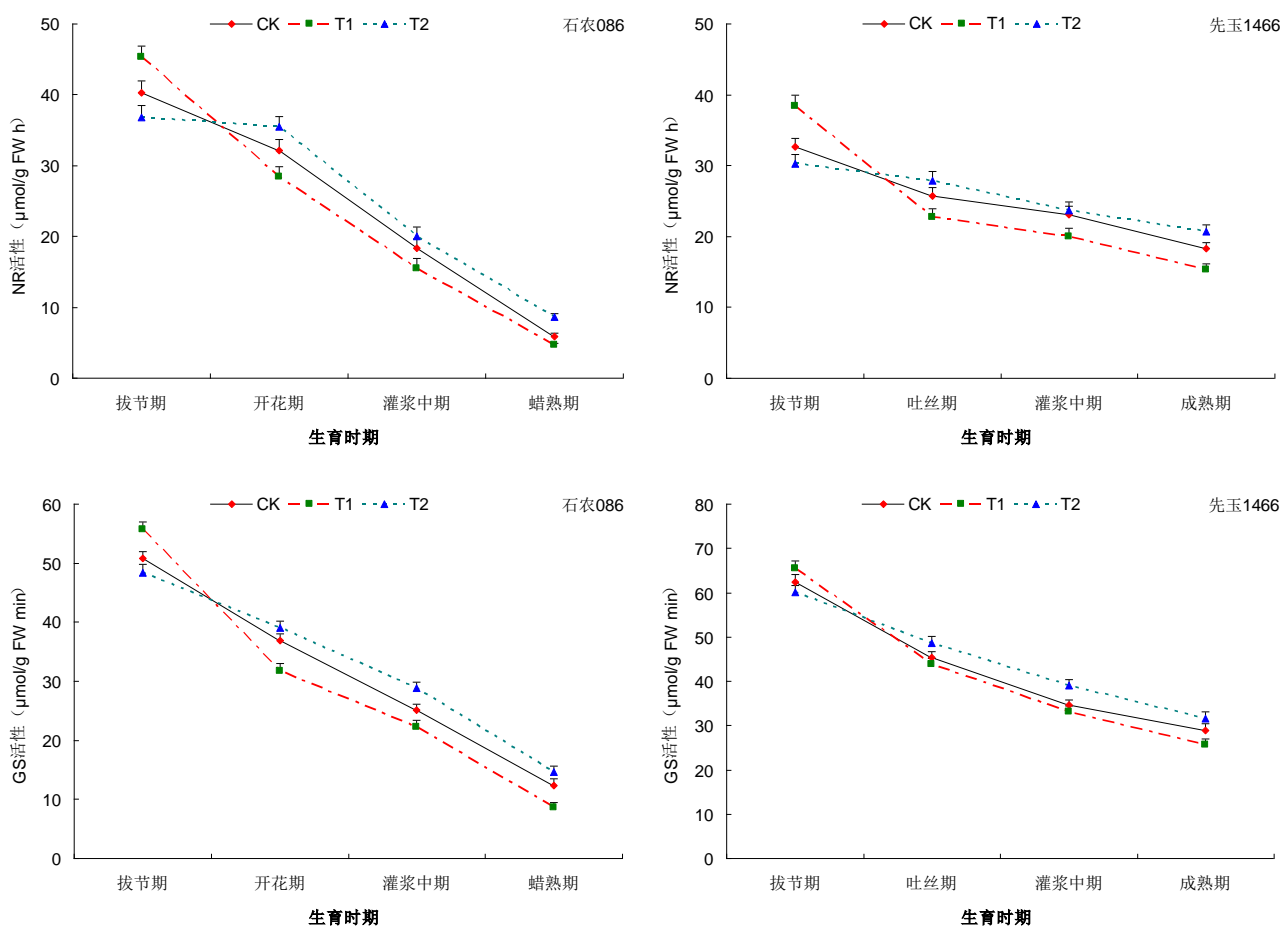 CK T1 T2
石农086
50
40
30
20
10
0
NR活性（μmol/g FW h）
拔节期 开花期 灌浆中期 蜡熟期
生育时期
CK T1 T2
先玉1466
50
40
30
20
10
0
NR活性（μmol/g FW h）
拔节期 吐丝期 灌浆中期 成熟期
生育时期
CK T1 T2
石农086
60
50
40
30
20
10
0
GS活性（μmol/g FW min）
拔节期 开花期 灌浆中期 蜡熟期
生育时期
CK T1 T2
先玉1466
80
70
60
50
40
30
20
10
0
GS活性（μmol/g FW min）
拔节期 吐丝期 灌浆中期 成熟期
生育时期